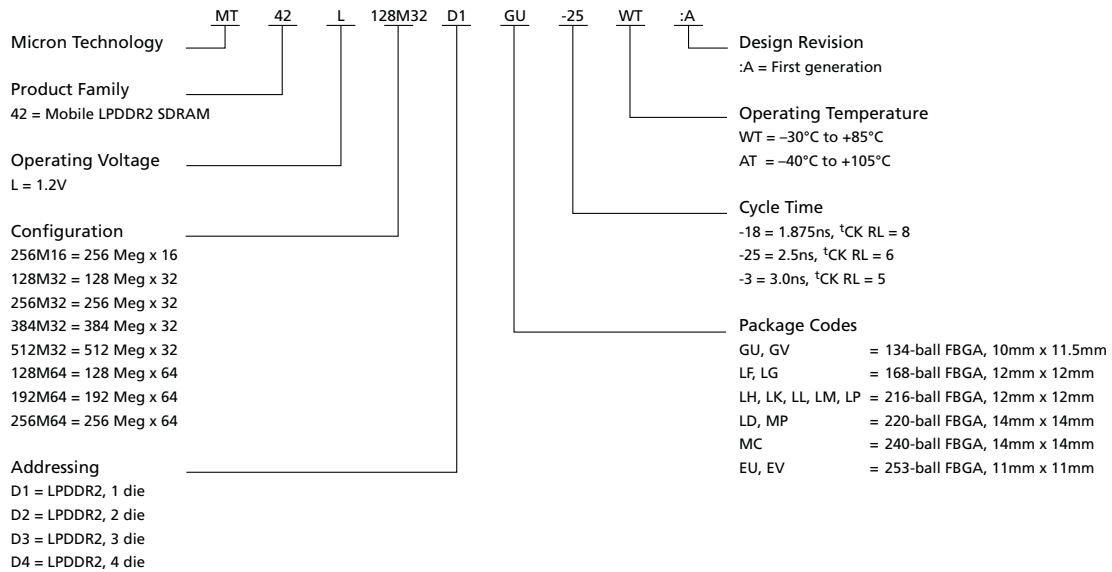 MT 42 L 128M32 D1 GU -25 WT :A
Micron Technology
Product Family
42 = Mobile LPDDR2 SDRAM
Operating Voltage
L = 1.2V
Configuration
256M16 = 256 Meg x 16
128M32 = 128 Meg x 32
256M32 = 256 Meg x 32
384M32 = 384 Meg x 32
512M32 = 512 Meg x 32
128M64 = 128 Meg x 64
192M64 = 192 Meg x 64
256M64 = 256 Meg x 64
Addressing
D1 = LPDDR2, 1 die
D2 = LPDDR2, 2 die
D3 = LPDDR2, 3 die
D4 = LPDDR2, 4 die
Design Revision
:A = First generation
Operating Temperature
WT = –30°C to +85°C
AT = –40°C to +105°C
Cycle Time
-18 = 1.875ns, tCK RL = 8
-25 = 2.5ns, tCK RL = 6
-3 = 3.0ns, tCK RL = 5
Package Codes
GU, GV = 134-ball FBGA, 10mm x 11.5mm
LF, LG = 168-ball FBGA, 12mm x 12mm
LH, LK, LL, LM, LP = 216-ball FBGA, 12mm x 12mm
LD, MP = 220-ball FBGA, 14mm x 14mm
MC = 240-ball FBGA, 14mm x 14mm
EU, EV = 253-ball FBGA, 11mm x 11mm